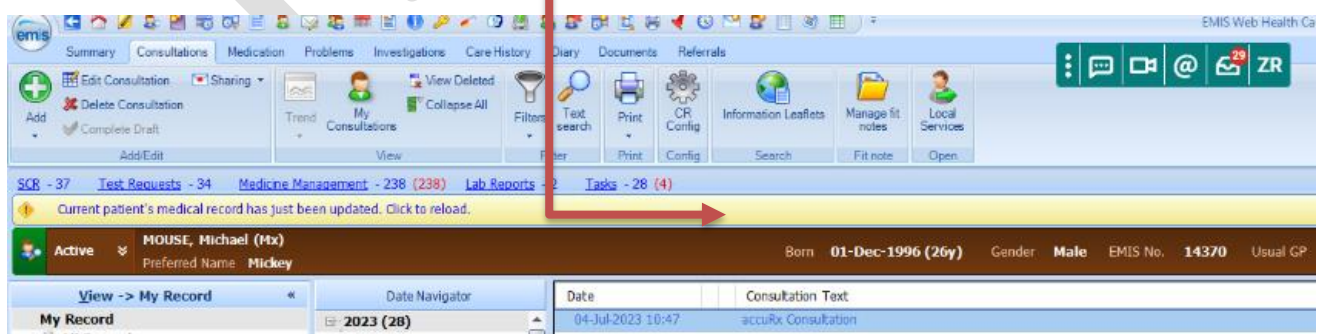 emis
EMIS Web Health Ca
Summary Consultations Medication Problems Investigations Care History Diary Documents Referrals
29
ZR
Add
Edit Consultation
Sharing
Delete Consultation
Complete Draft
Trend
My Consultations
View Deleted
Collapse All
Filters
Text search
Print
CR Config
Information Leaflets
Manage fit notes
Local Services
Add/Edit View Print Config Search Fit note Open
SCR - 37 Test Requests - 34 Medicine Management - 238 (238) Lab Reports - 2 Tasks - 28 (4)
Current patient's medical record has just been updated. Click to reload.
Active MOUSE, Michael (Mx)
Preferred Name Mickey
Born 01-Dec-1996 (26y) Gender Male EMIS No. 14370 Usual GP
View -> My Record « Date Navigator Date Consultation Text
My Record 2023 (28) 04-Jul-2023 10:47 accuRx Consultation